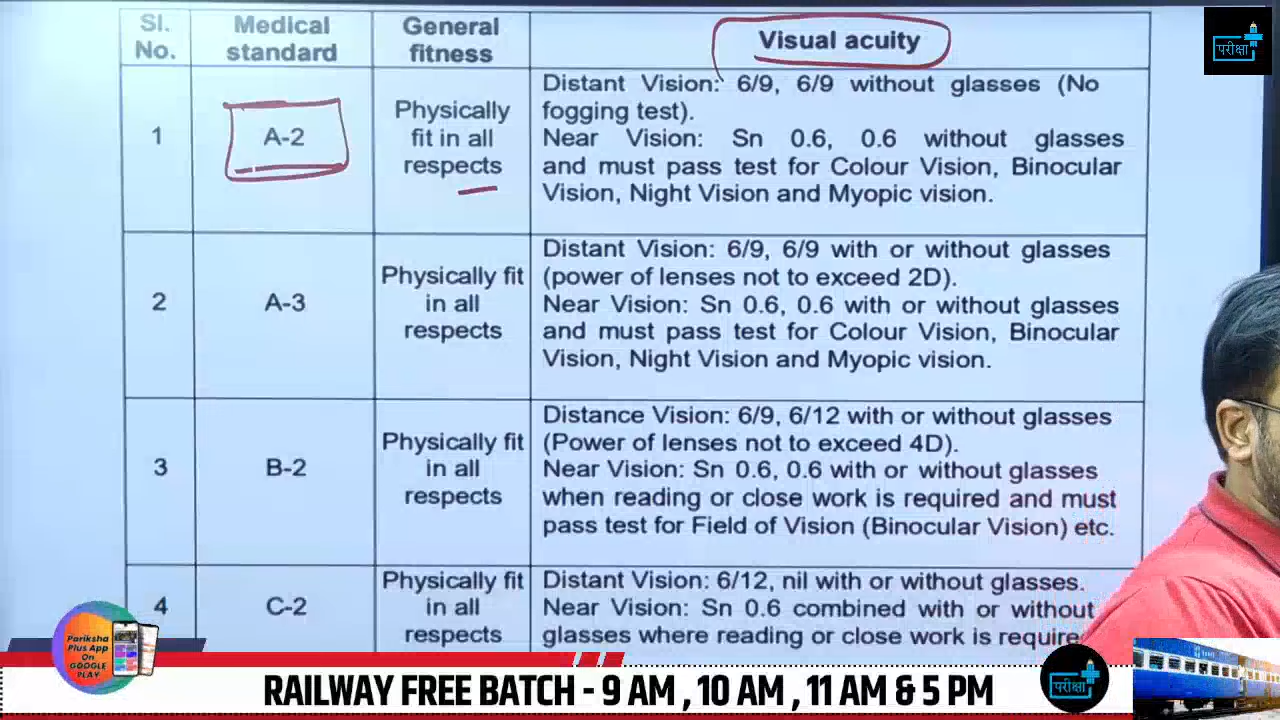 Sl. No.
Medical standard
General fitness
Visual acuity
1
A-2
Physically
fit in all
respects
Distant Vision: 6/9, 6/9 without glasses (No
fogging test).
Near Vision: Sn 0.6, 0.6 without glasses
and must pass test for Colour Vision, Binocular
Vision, Night Vision and Myopic vision.
2
A-3
Physically fit
in all
respects
Distant Vision: 6/9, 6/9 with or without glasses
(power of lenses not to exceed 2D).
Near Vision: Sn 0.6, 0.6 with or without glasses
and must pass test for Colour Vision, Binocular
Vision, Night Vision and Myopic vision.
3
B-2
Physically fit
in all
respects
Distance Vision: 6/9, 6/12 with or without glasses
(Power of lenses not to exceed 4D).
Near Vision: Sn 0.6, 0.6 with or without glasses
when reading or close work is required and must
pass test for Field of Vision (Binocular Vision) etc.
4
C-2
Physically fit
in all
respects
Distant Vision: 6/12, nil with or without glasses.
Near Vision: Sn 0.6 combined with or without
glasses where reading or close work is require
परीक्षा
Pariksha
Plus App
On
GOOGLE
PLAY
RAILWAY FREE BATCH - 9 AM , 10 AM , 11 AM & 5 PM
परीक्षा